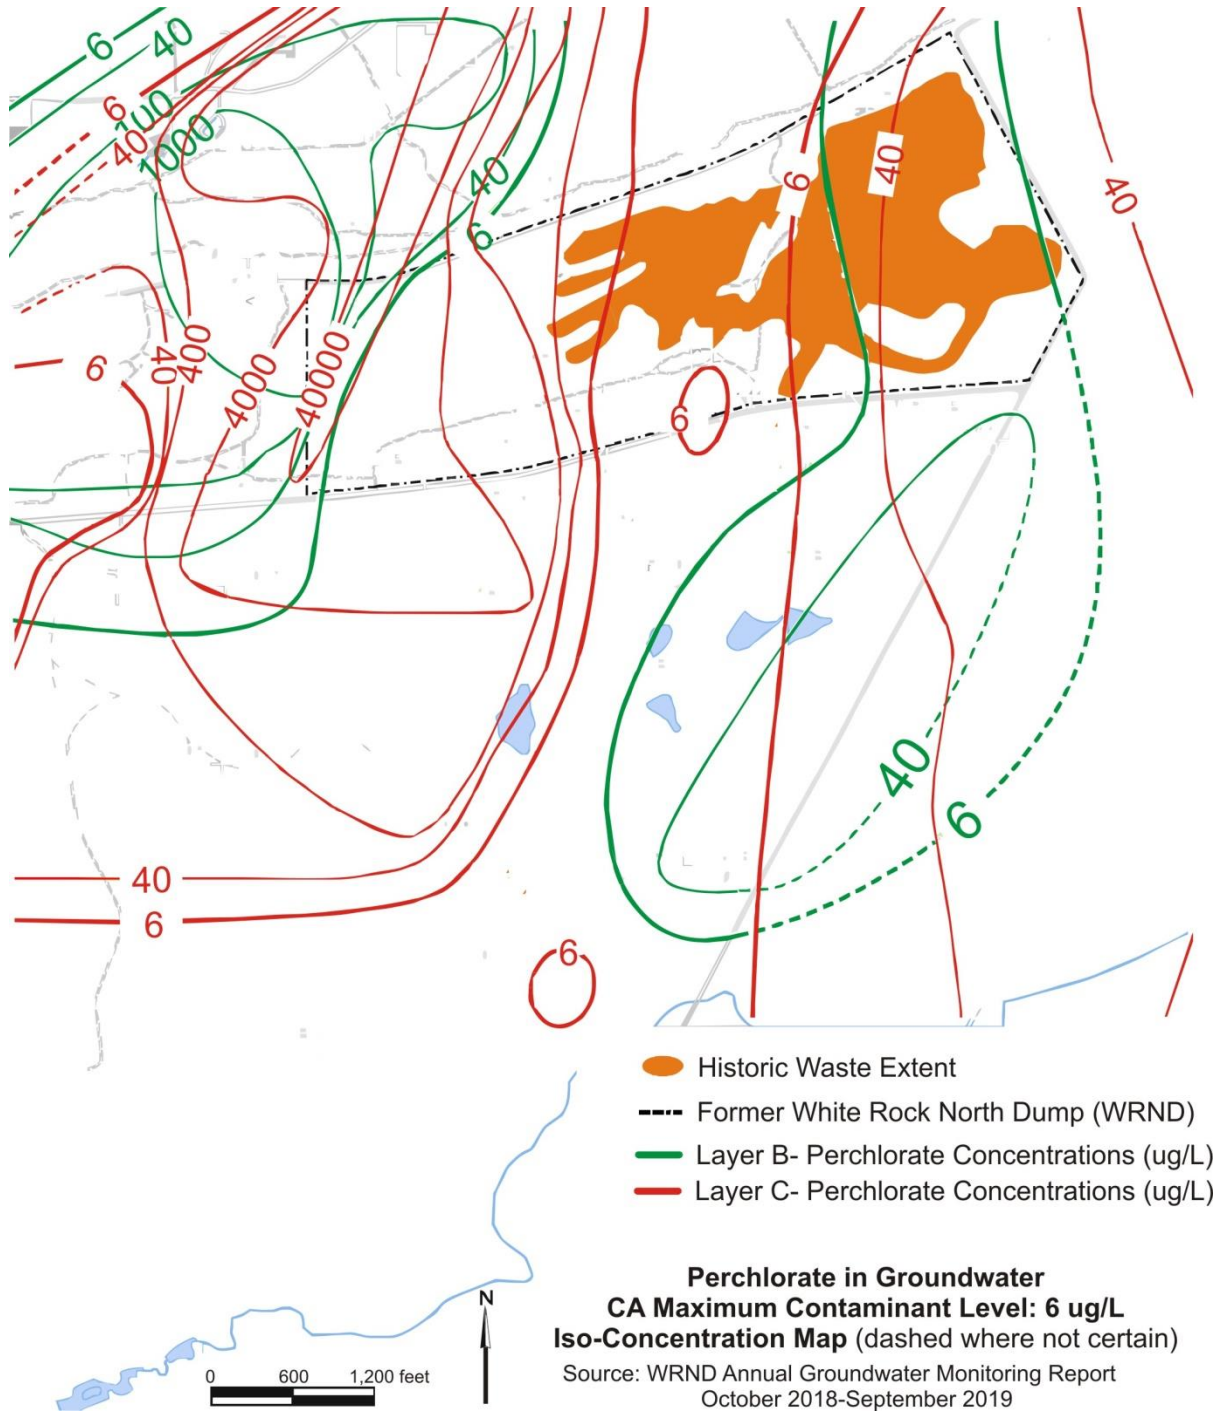 6
40
6
100
40
1000
40
6
6
40
40
6
40
400
4000
40000
6
6
40
6
40
6
Historic Waste Extent
Former White Rock North Dump (WRND)
Layer B- Perchlorate Concentrations (ug/L)
Layer C- Perchlorate Concentrations (ug/L)
Perchlorate in Groundwater
CA Maximum Contaminant Level: 6 ug/L
Iso-Concentration Map (dashed where not certain)
Source: WRND Annual Groundwater Monitoring Report
October 2018-September 2019
N
0 600 1,200 feet